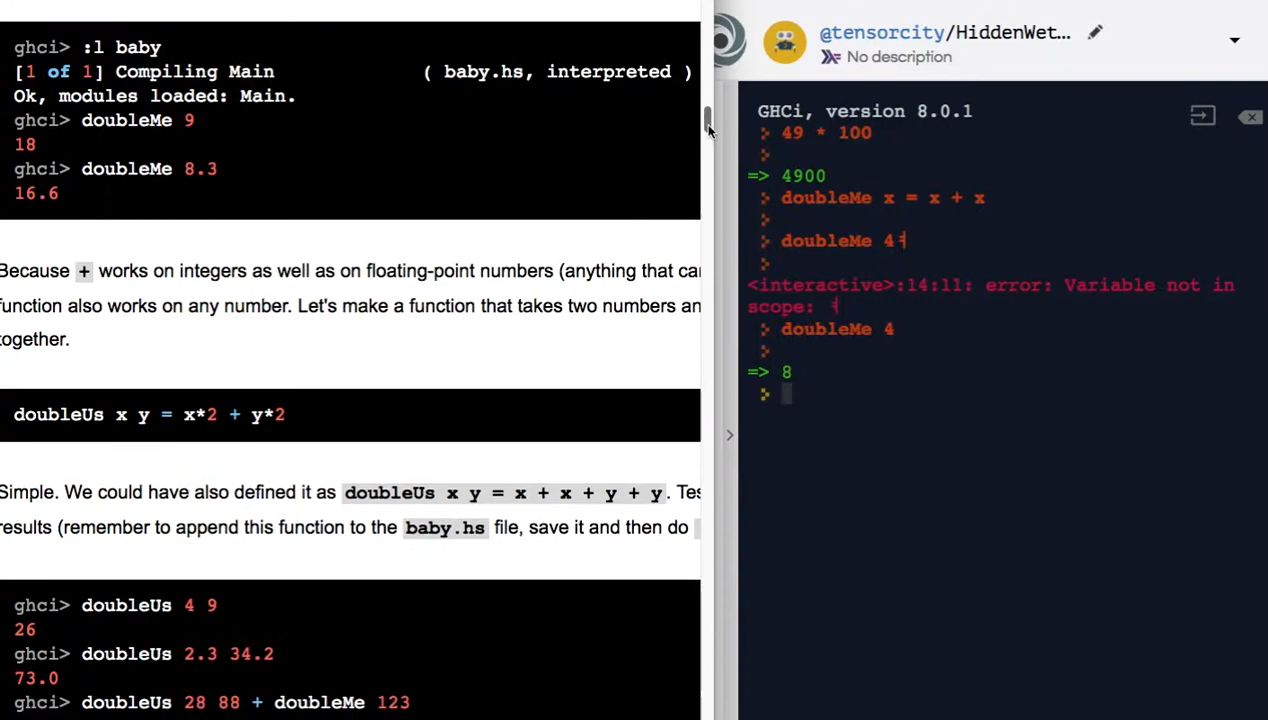 ghci> :l baby
[1 of 1] Compiling Main ( baby.hs, interpreted )
Ok, modules loaded: Main.
ghci> doubleMe 9
18
ghci> doubleMe 8.3
16.6
Because + works on integers as well as on floating-point numbers (anything that can
function also works on any number. Let's make a function that takes two numbers an
together.
doubleUs x y = x*2 + y*2
Simple. We could have also defined it as doubleUs x y = x + x + y + y. Tes
results (remember to append this function to the baby.hs file, save it and then do
ghci> doubleUs 4 9
26
ghci> doubleUs 2.3 34.2
73.0
ghci> doubleUs 28 88 + doubleMe 123
@tensorcity/HiddenWet...
No description
GHCi, version 8.0.1
49 * 100
=> 4900
doubleMe x = x + x
doubleMe 4
<interactive>:14:11: error: Variable not in
scope:
doubleMe 4
=> 8